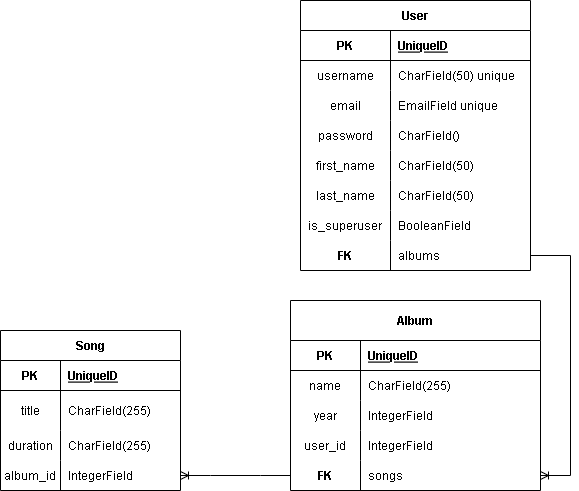 User
PK UniqueID
username CharField(50) unique
email EmailField unique
password CharField()
first_name CharField(50)
last_name CharField(50)
is_superuser BooleanField
FK albums
Song
PK UniqueID
title CharField(255)
duration CharField(255)
album_id IntegerField
Album
PK UniqueID
name CharField(255)
year IntegerField
user_id IntegerField
FK songs